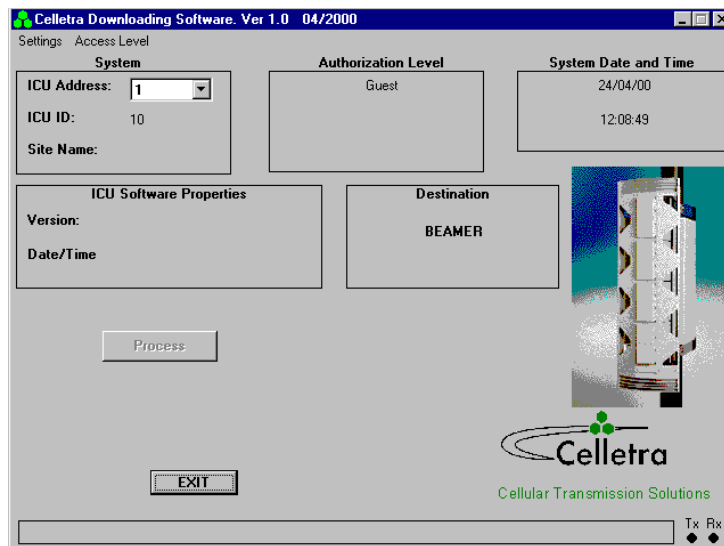 Celletra Downloading Software. Ver 1.0 04/2000
Settings Access Level
System
ICU Address: 1
ICU ID: 10
Site Name:
Authorization Level
Guest
System Date and Time
24/04/00
12:08:49
ICU Software Properties
Version:
Date/Time
Destination
BEAMER
Process
EXIT
Celletra
Cellular Transmission Solutions
Tx Rx